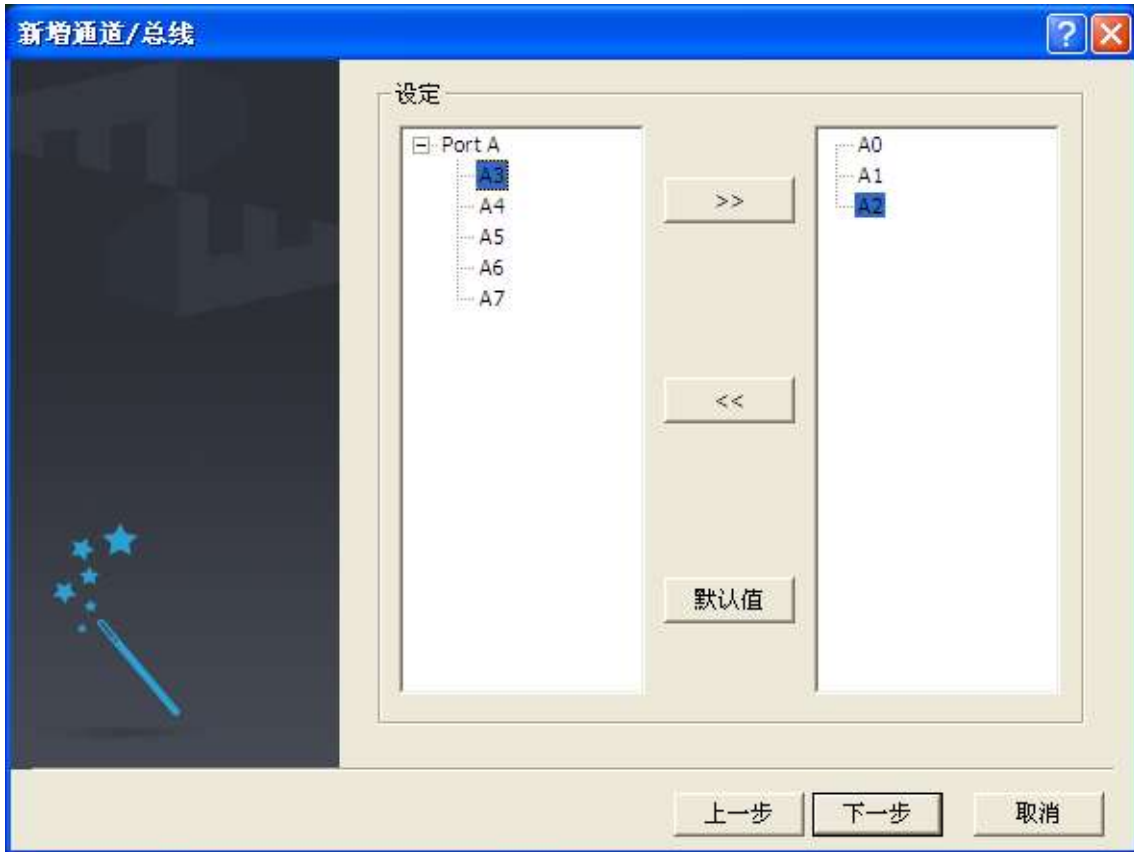 新增通道/总线
设定
Port A
A3
A4
A5
A6
A7
>>
<<
默认值
A0
A1
A2
上一步
下一步
取消